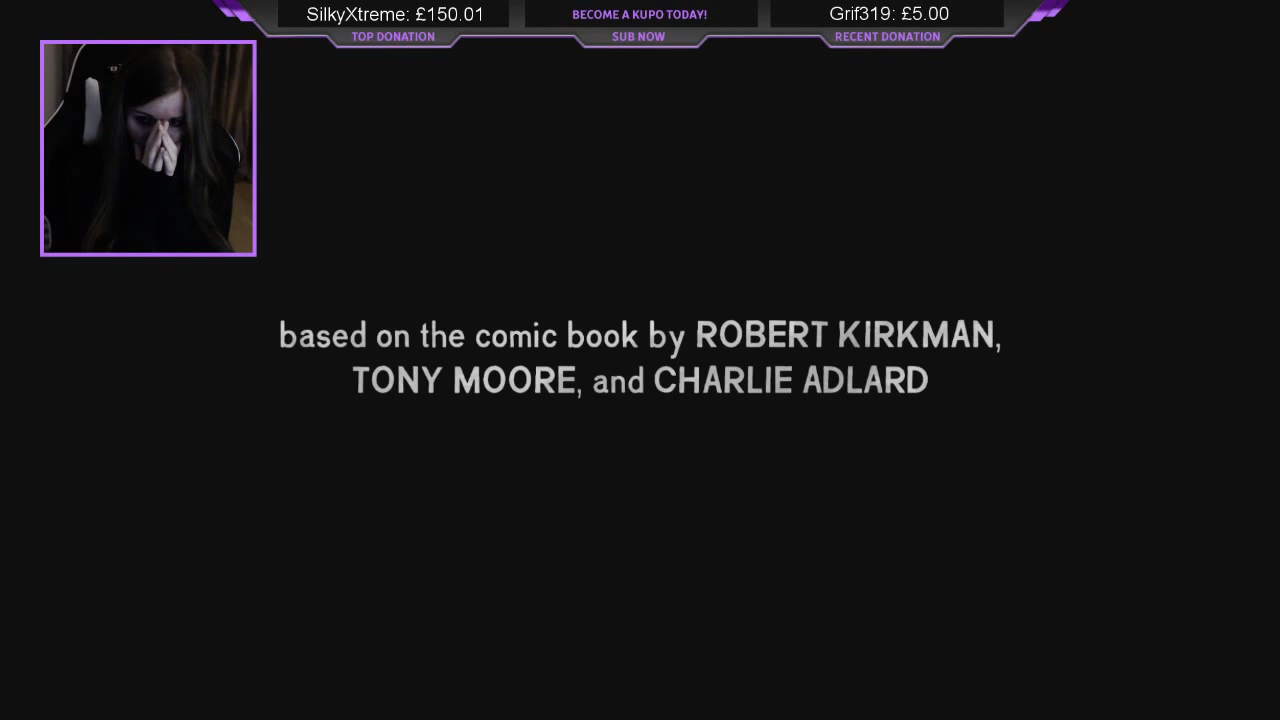 SilkyXtreme: £150.01
BECOME A KUPO TODAY!
Grif319: £5.00
TOP DONATION
SUB NOW
RECENT DONATION
based on the comic book by ROBERT KIRKMAN,
TONY MOORE, and CHARLIE ADLARD